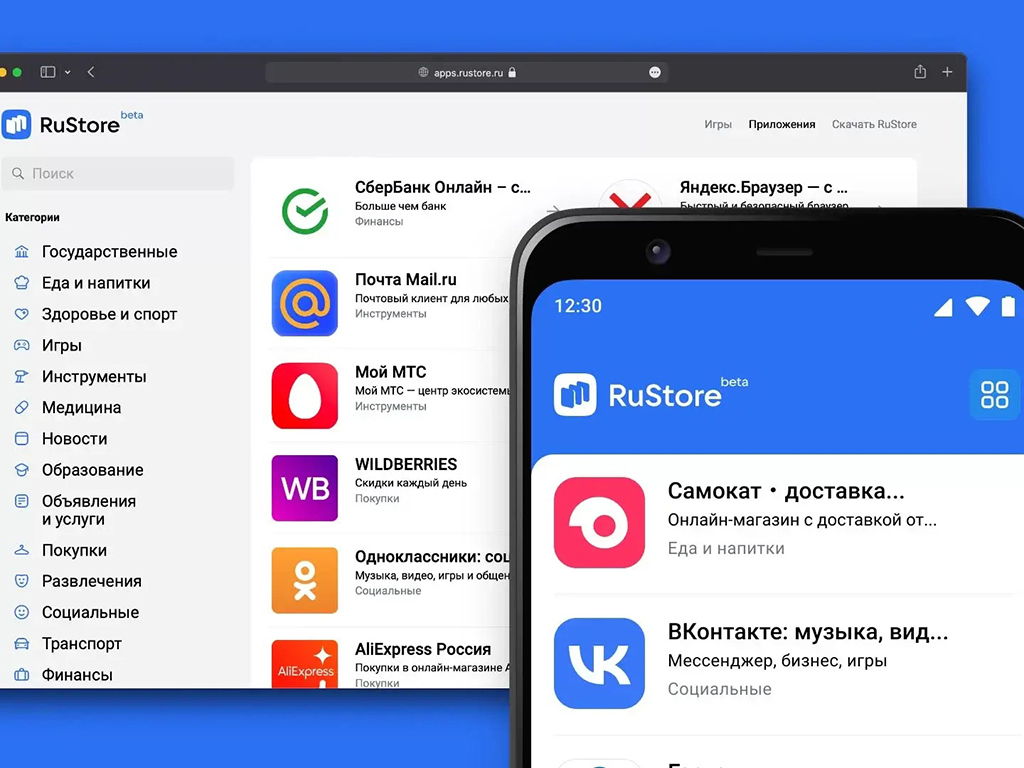 apps.rustore.ru
RuStore beta
Игры Приложения Скачать RuStore
Поиск
Категории
Государственные
Еда и напитки
Здоровье и спорт
Игры
Инструменты
Медицина
Новости
Образование
Объявления
и услуги
Покупки
Развлечения
Социальные
Транспорт
Финансы
СберБанк Онлайн – с...
Больше чем банк
Финансы
Яндекс.Браузер — с ...
Быстрый и безопасный браузер
Почта Mail.ru
Почтовый клиент для любых
Инструменты
Мой МТС
Мой МТС — центр экосистемы
Инструменты
WB
WILDBERRIES
Скидки каждый день
Покупки
Одноклассники: соц
Музыка, видео, игры и общен
Социальные
AliExpress
AliExpress Россия
Покупки в онлайн-магазине A
Покупки
12:30
RuStore beta
Самокат • доставка...
Онлайн-магазин с доставкой от...
Еда и напитки
ВКонтакте: музыка, вид...
Мессенджер, бизнес, игры
Социальные